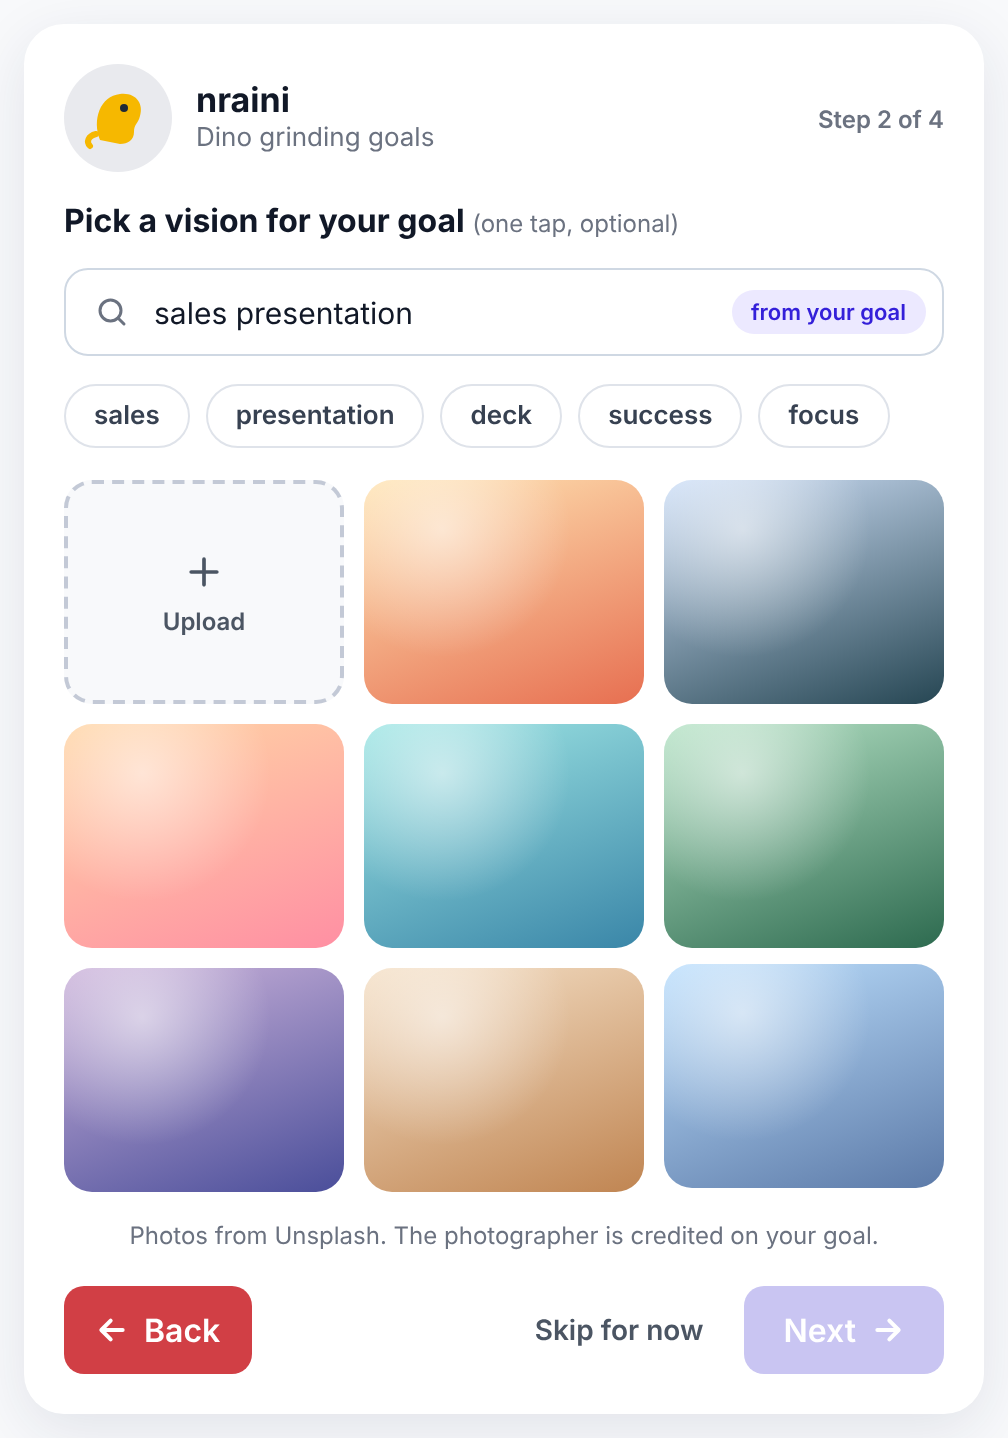 nraini
Dino grinding goals
Step 2 of 4
Pick a vision for your goal (one tap, optional)
sales presentation
from your goal
sales
presentation
deck
success
focus
Upload
Photos from Unsplash. The photographer is credited on your goal.
Back
Skip for now
Next